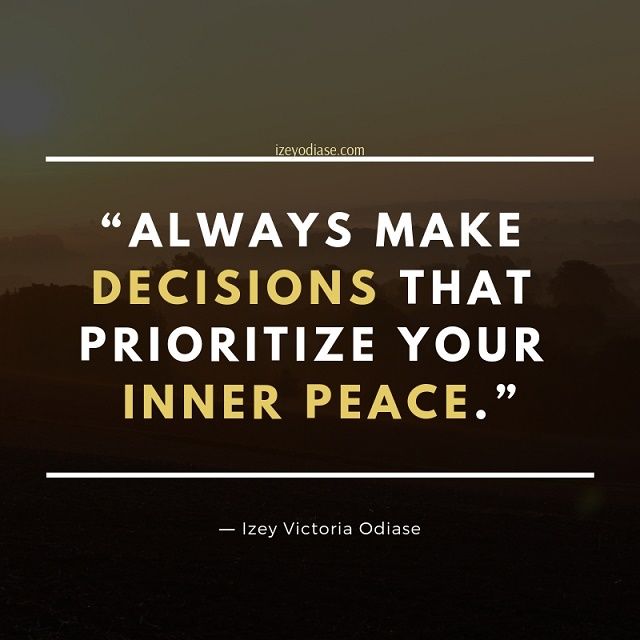 izeyodiase.com
“ALWAYS MAKE
DECISIONS THAT
PRIORITIZE YOUR
INNER PEACE.”
— Izey Victoria Odiase